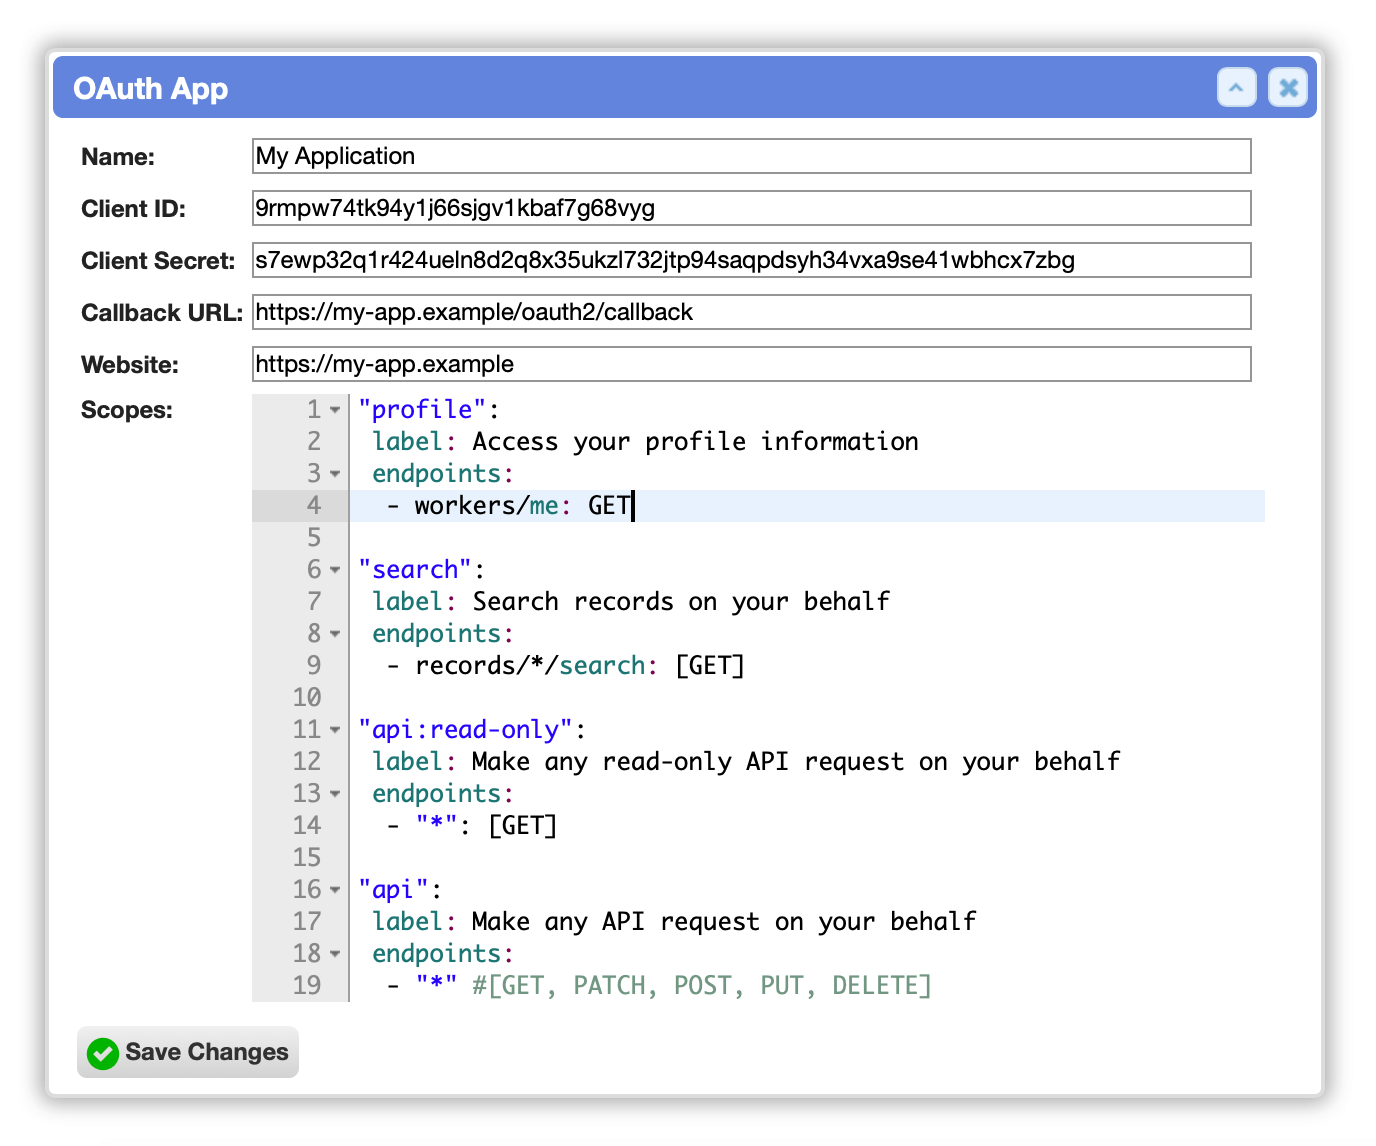 OAuth App
Name: My Application
Client ID: 9rmpw74tk94y1j66sjgv1kbaf7g68vyg
Client Secret: s7ewp32q1r424ueln8d2q8x35ukzl732jtp94saqpdsyh34vxa9se41wbhcx7zbg
Callback URL: https://my-app.example/oauth2/callback
Website: https://my-app.example
Scopes:
1 "profile":
2 label: Access your profile information
3 endpoints:
4 - workers/me: GET
5
6 "search":
7 label: Search records on your behalf
8 endpoints:
9 - records/*/search: [GET]
10
11 "api:read-only":
12 label: Make any read-only API request on your behalf
13 endpoints:
14 - "*": [GET]
15
16 "api":
17 label: Make any API request on your behalf
18 endpoints:
19 - "*" #[GET, PATCH, POST, PUT, DELETE]
Save Changes